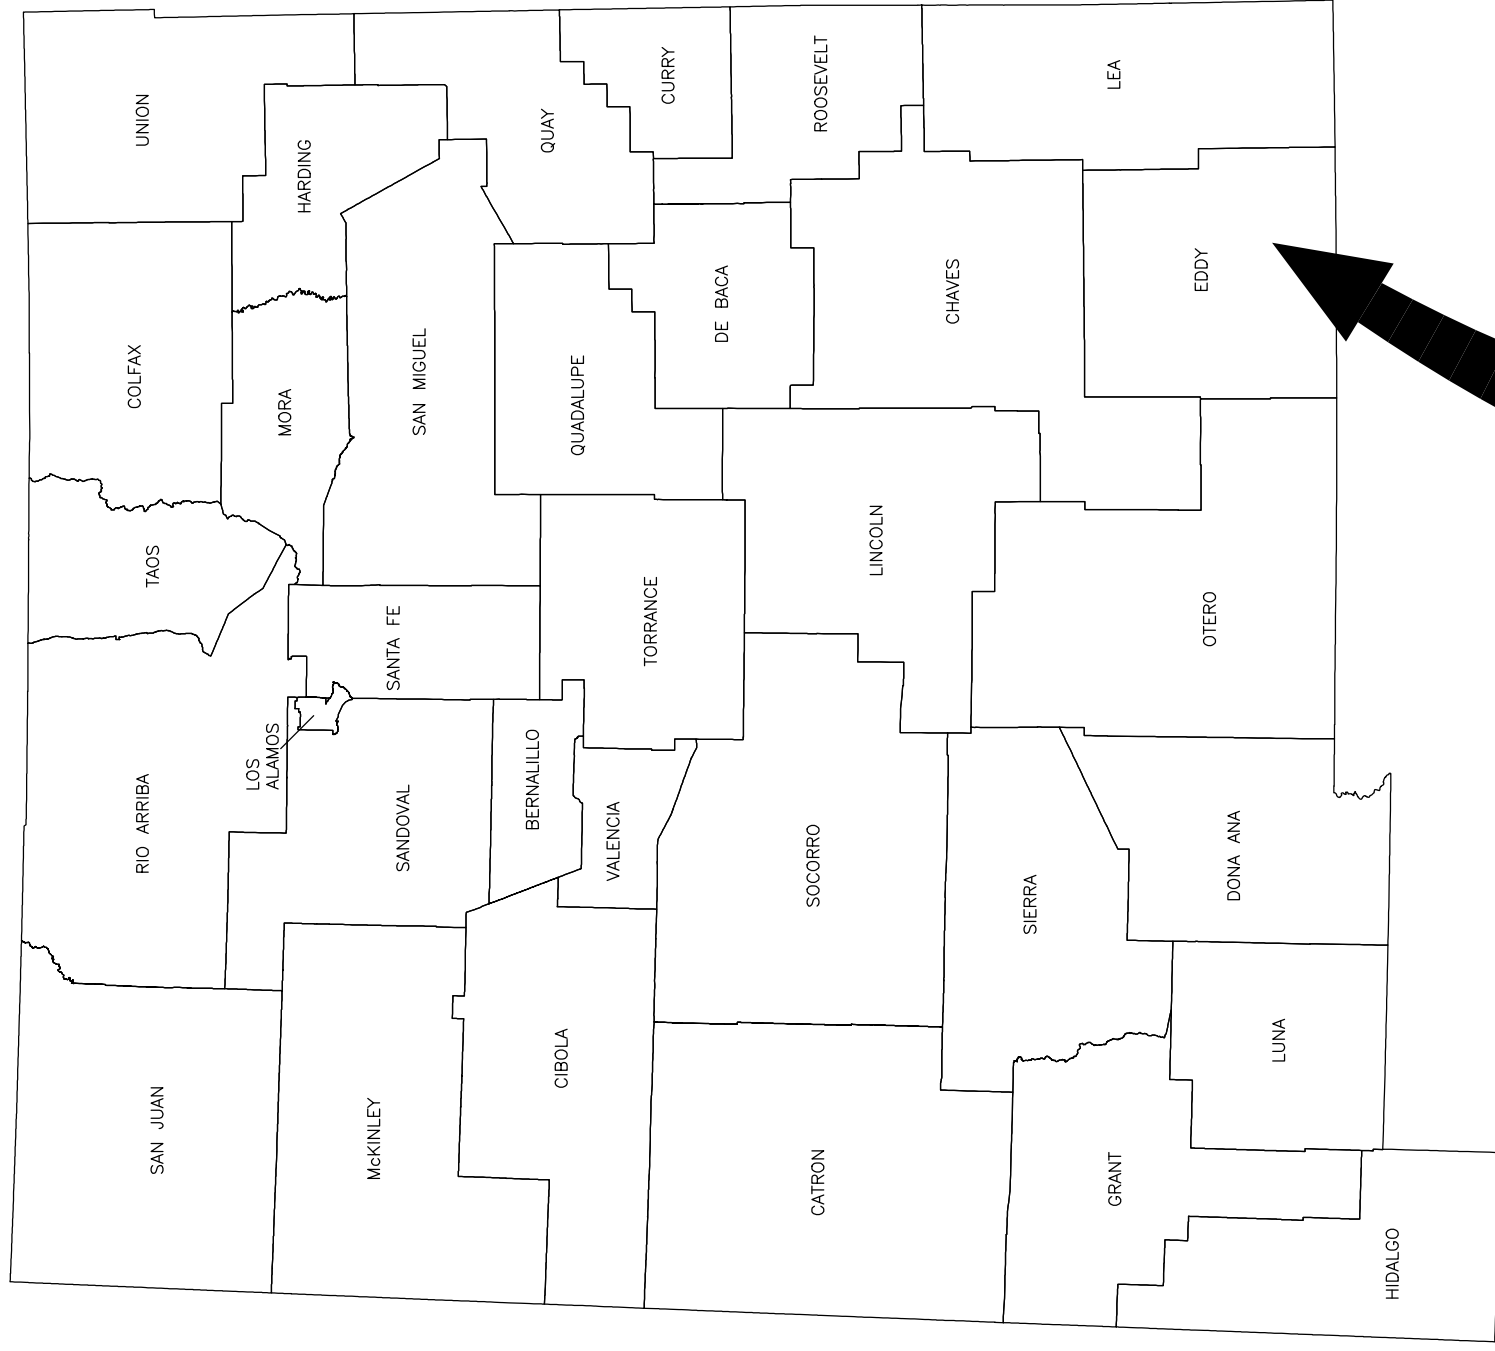 SAN JUAN
RIO ARRIBA
TAOS
COLFAX
UNION
McKINLEY
SANDOVAL
LOS
ALAMOS
SANTA FE
MORA
HARDING
SAN MIGUEL
CIBOLA
BERNALILLO
VALENCIA
TORRANCE
QUADALUPE
QUAY
CURRY
CATRON
SOCORRO
LINCOLN
DE BACA
ROOSEVELT
CHAVES
SIERRA
GRANT
LUNA
DONA ANA
OTERO
EDDY
LEA
HIDALGO